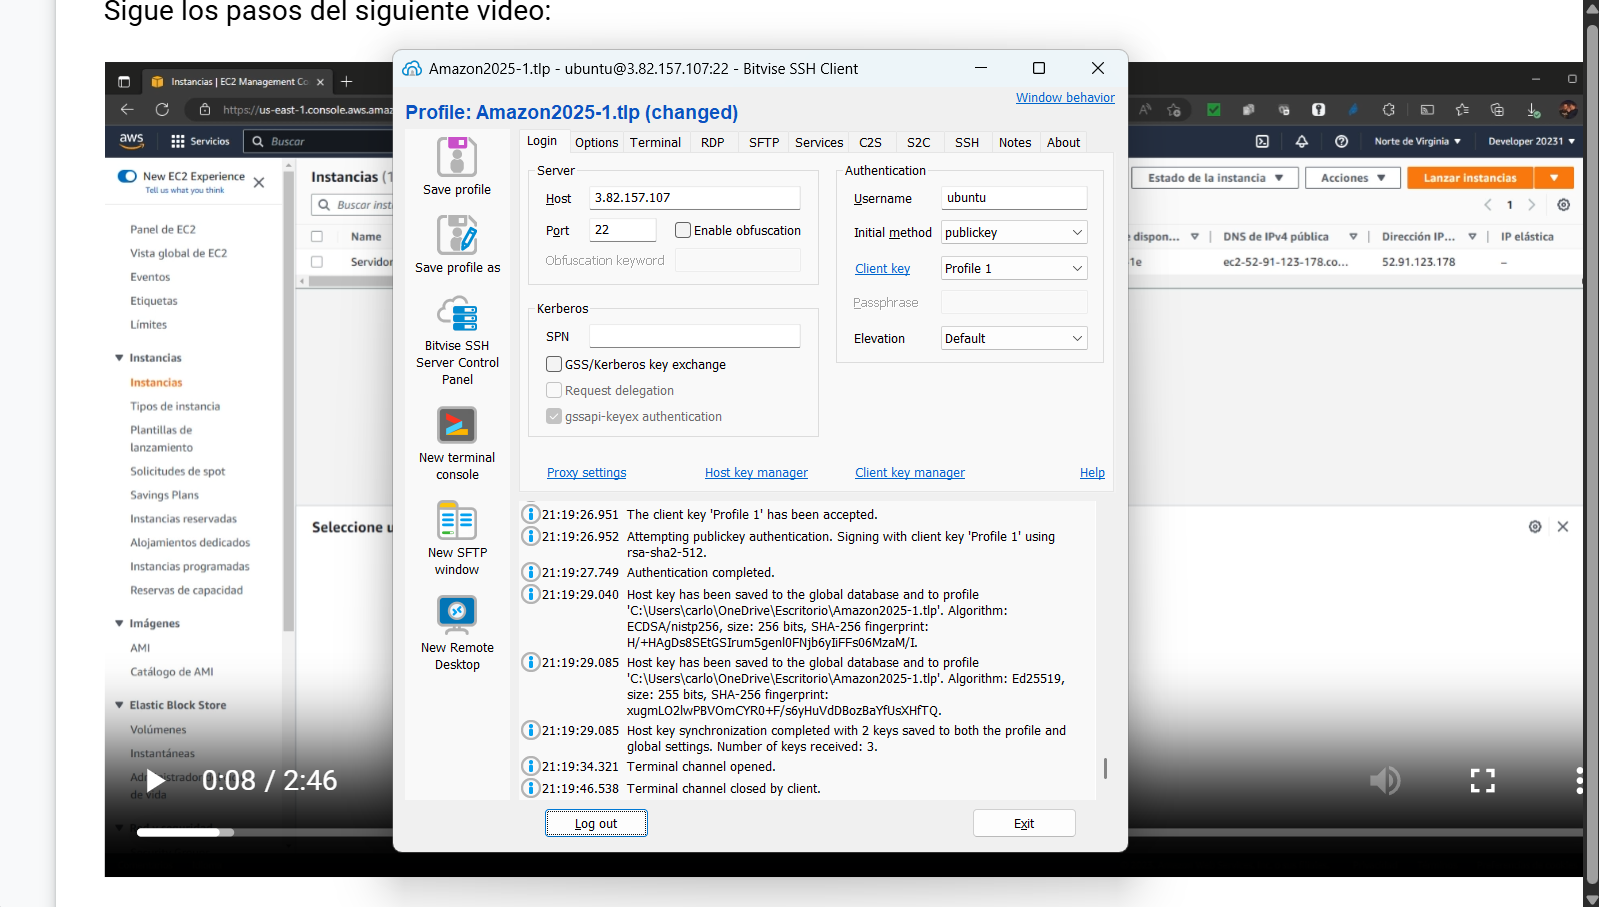 Sigue los pasos del siguiente video:
Instancias | EC2 Management Co
https://us-east-1.console.aws.amaz
aws
Servicios
Buscar
Norte de Virginia
Developer 20231
New EC2 Experience
Tell us what you think
Panel de EC2
Vista global de EC2
Eventos
Etiquetas
Límites
Instancias
Instancias
Tipos de instancia
Plantillas de
lanzamiento
Solicitudes de spot
Savings Plans
Instancias reservadas
Alojamientos dedicados
Instancias programadas
Reservas de capacidad
Imágenes
AMI
Catálogo de AMI
Elastic Block Store
Volúmenes
Instantáneas
de vida
0:08 / 2:46
Instancias (1
Buscar inst
Name
Servidor
Seleccione u
Estado de la instancia
Acciones
Lanzar instancias
1
e dispon...
DNS de IPv4 pública
Dirección IP...
IP elástica
1e
ec2-52-91-123-178.co...
52.91.123.178
–
Amazon2025-1.tlp - ubuntu@3.82.157.107:22 - Bitvise SSH Client
Window behavior
Profile: Amazon2025-1.tlp (changed)
Save profile
Save profile as
Bitvise SSH
Server Control
Panel
New terminal
console
New SFTP
window
New Remote
Desktop
Login Options Terminal RDP SFTP Services C2S S2C SSH Notes About
Server
Host 3.82.157.107
Port 22 Enable obfuscation
Obfuscation keyword
Kerberos
SPN
GSS/Kerberos key exchange
Request delegation
gssapi-keyex authentication
Authentication
Username ubuntu
Initial method publickey
Client key Profile 1
Passphrase
Elevation Default
Proxy settings Host key manager Client key manager Help
21:19:26.951 The client key 'Profile 1' has been accepted.
21:19:26.952 Attempting publickey authentication. Signing with client key 'Profile 1' using
rsa-sha2-512.
21:19:27.749 Authentication completed.
21:19:29.040 Host key has been saved to the global database and to profile
'C:\Users\carlo\OneDrive\Escritorio\Amazon2025-1.tlp'. Algorithm:
ECDSA/nistp256, size: 256 bits, SHA-256 fingerprint:
H/+HAgDs8SEtGSIrum5genl0FNjb6yIiFFs06MzaM/I.
21:19:29.085 Host key has been saved to the global database and to profile
'C:\Users\carlo\OneDrive\Escritorio\Amazon2025-1.tlp'. Algorithm: Ed25519,
size: 255 bits, SHA-256 fingerprint:
xugmLO2lwPBVOmCYR0+F/s6yHuVdDBozBaYfUsXHfTQ.
21:19:29.085 Host key synchronization completed with 2 keys saved to both the profile and
global settings. Number of keys received: 3.
21:19:34.321 Terminal channel opened.
21:19:46.538 Terminal channel closed by client.
Log out
Exit